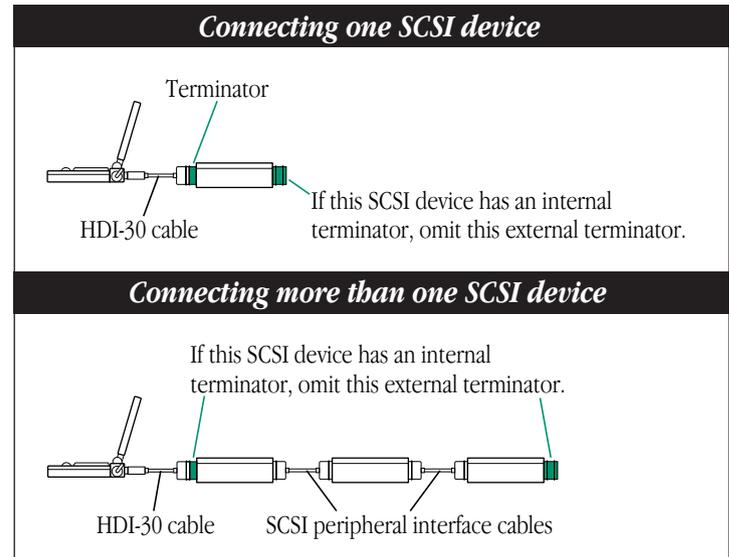 Connecting one SCSI device
Terminator
If this SCSI device has an internal
terminator, omit this external terminator.
HDI-30 cable
Connecting more than one SCSI device
If this SCSI device has an internal
terminator, omit this external terminator.
HDI-30 cable
SCSI peripheral interface cables